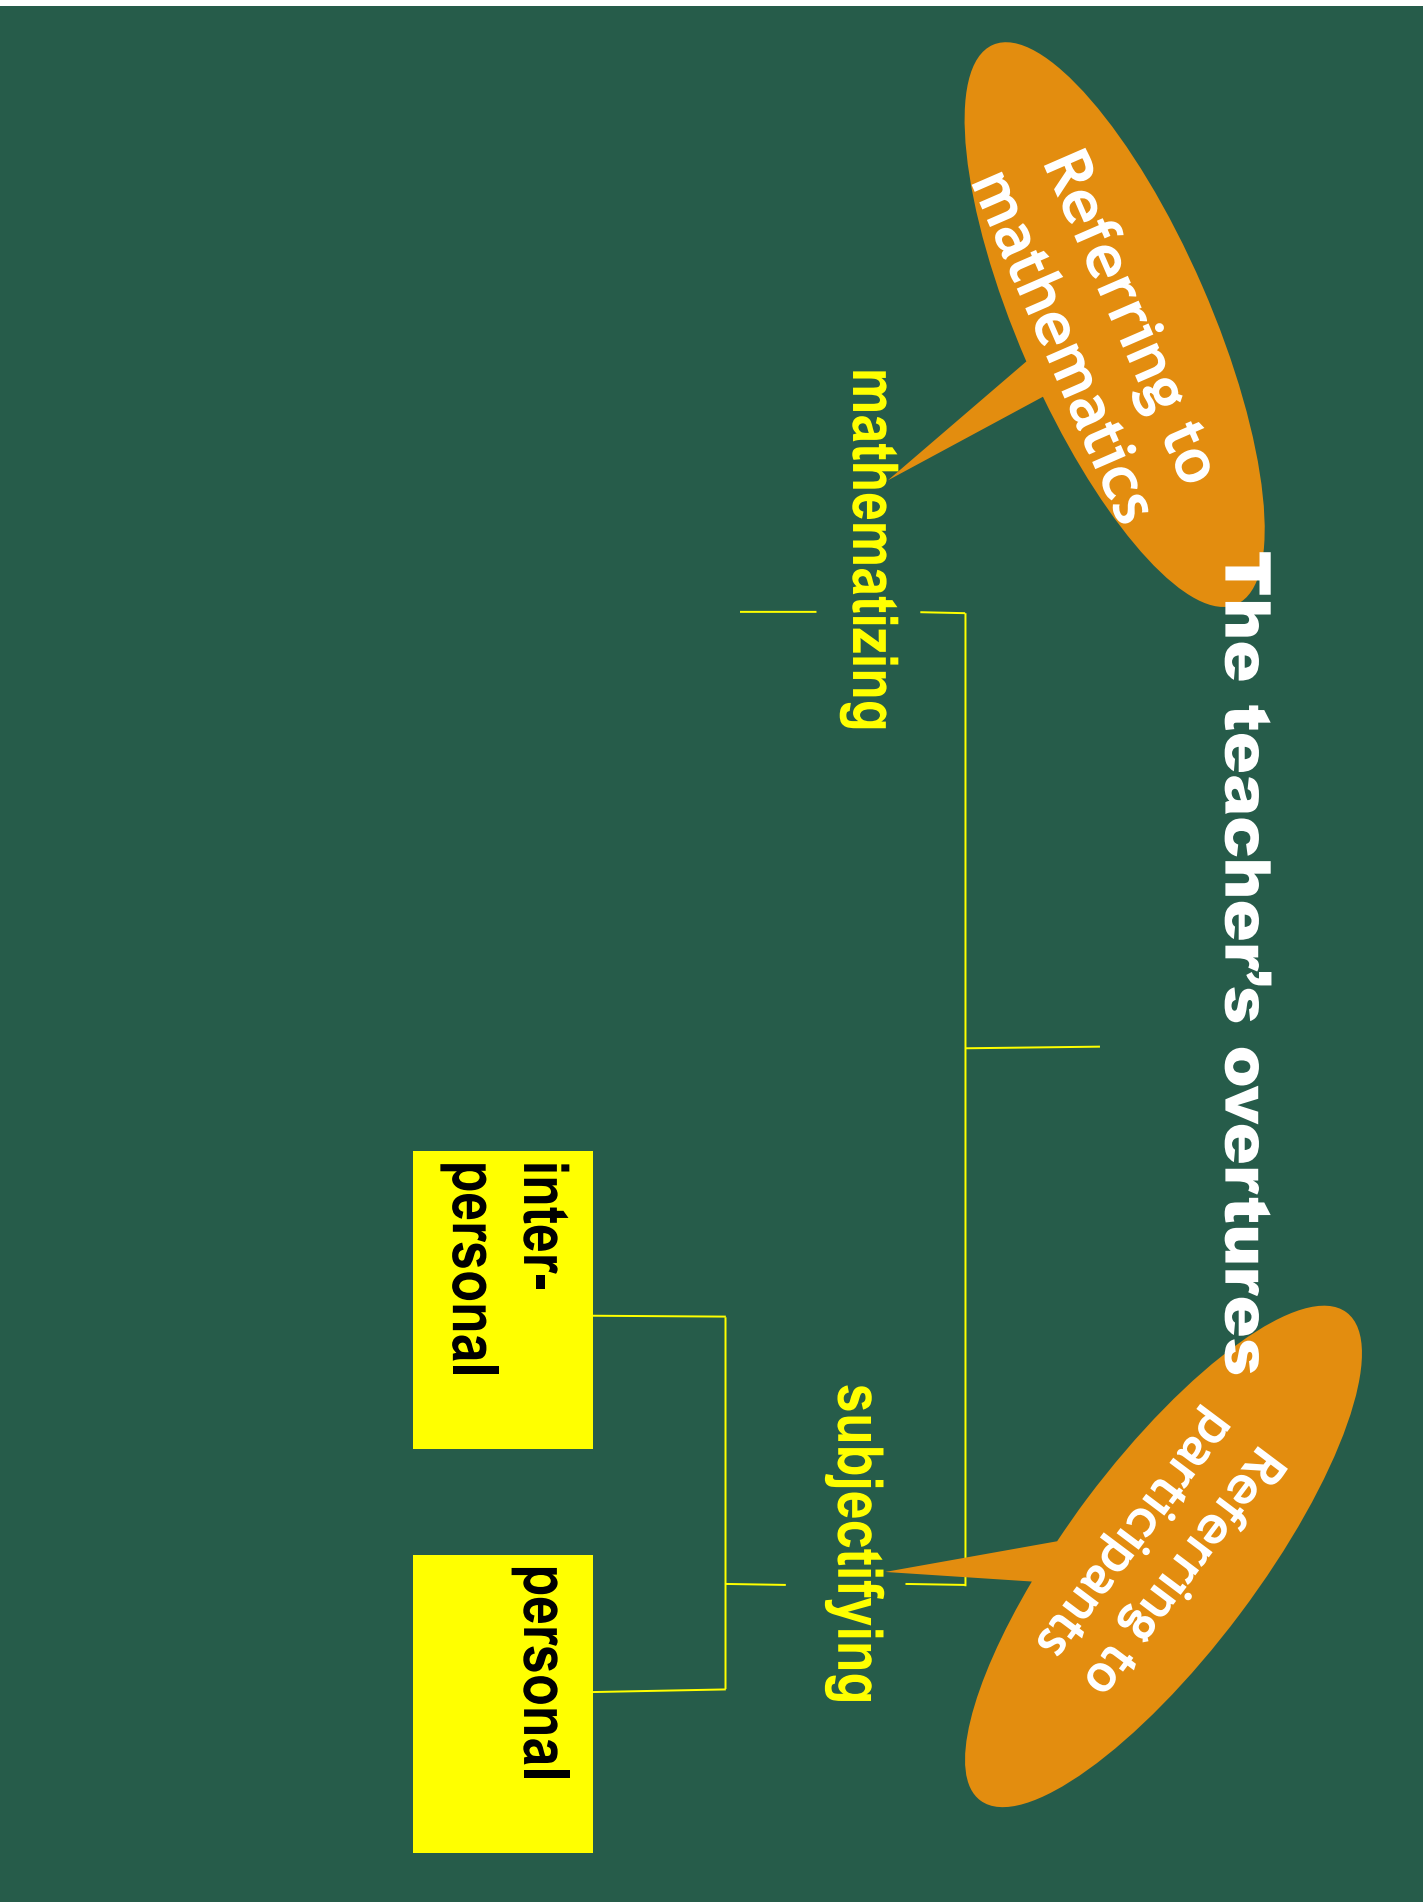 The teacher’s overtures
Referring to
mathematics
Referring to
participants
mathematizing
subjectifying
inter-
personal
personal